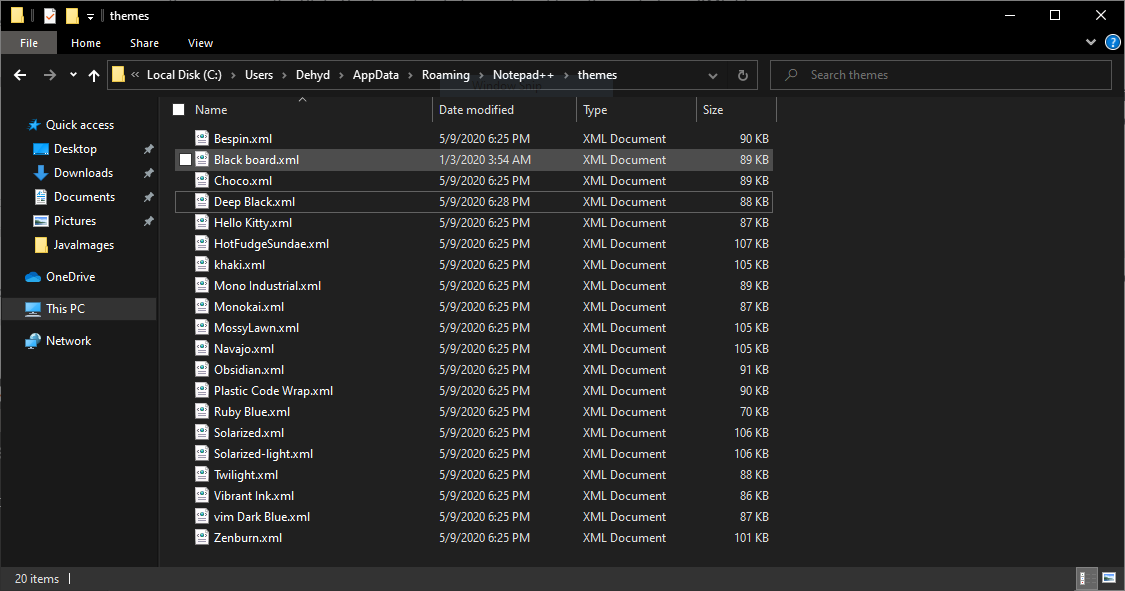 themes
File Home Share View
Local Disk (C:) Users Dehyd AppData Roaming Notepad++ themes Search themes
Name Date modified Type Size
Quick access
Desktop
Downloads
Documents
Pictures
JavaImages
OneDrive
This PC
Network
Bespin.xml 5/9/2020 6:25 PM XML Document 90 KB
Black board.xml 1/3/2020 3:54 AM XML Document 89 KB
Choco.xml 5/9/2020 6:25 PM XML Document 89 KB
Deep Black.xml 5/9/2020 6:28 PM XML Document 88 KB
Hello Kitty.xml 5/9/2020 6:25 PM XML Document 87 KB
HotFudgeSundae.xml 5/9/2020 6:25 PM XML Document 107 KB
khaki.xml 5/9/2020 6:25 PM XML Document 105 KB
Mono Industrial.xml 5/9/2020 6:25 PM XML Document 89 KB
Monokai.xml 5/9/2020 6:25 PM XML Document 87 KB
MossyLawn.xml 5/9/2020 6:25 PM XML Document 105 KB
Navajo.xml 5/9/2020 6:25 PM XML Document 105 KB
Obsidian.xml 5/9/2020 6:25 PM XML Document 91 KB
Plastic Code Wrap.xml 5/9/2020 6:25 PM XML Document 90 KB
Ruby Blue.xml 5/9/2020 6:25 PM XML Document 70 KB
Solarized.xml 5/9/2020 6:25 PM XML Document 106 KB
Solarized-light.xml 5/9/2020 6:25 PM XML Document 106 KB
Twilight.xml 5/9/2020 6:25 PM XML Document 88 KB
Vibrant Ink.xml 5/9/2020 6:25 PM XML Document 86 KB
vim Dark Blue.xml 5/9/2020 6:25 PM XML Document 87 KB
Zenburn.xml 5/9/2020 6:25 PM XML Document 101 KB
20 items